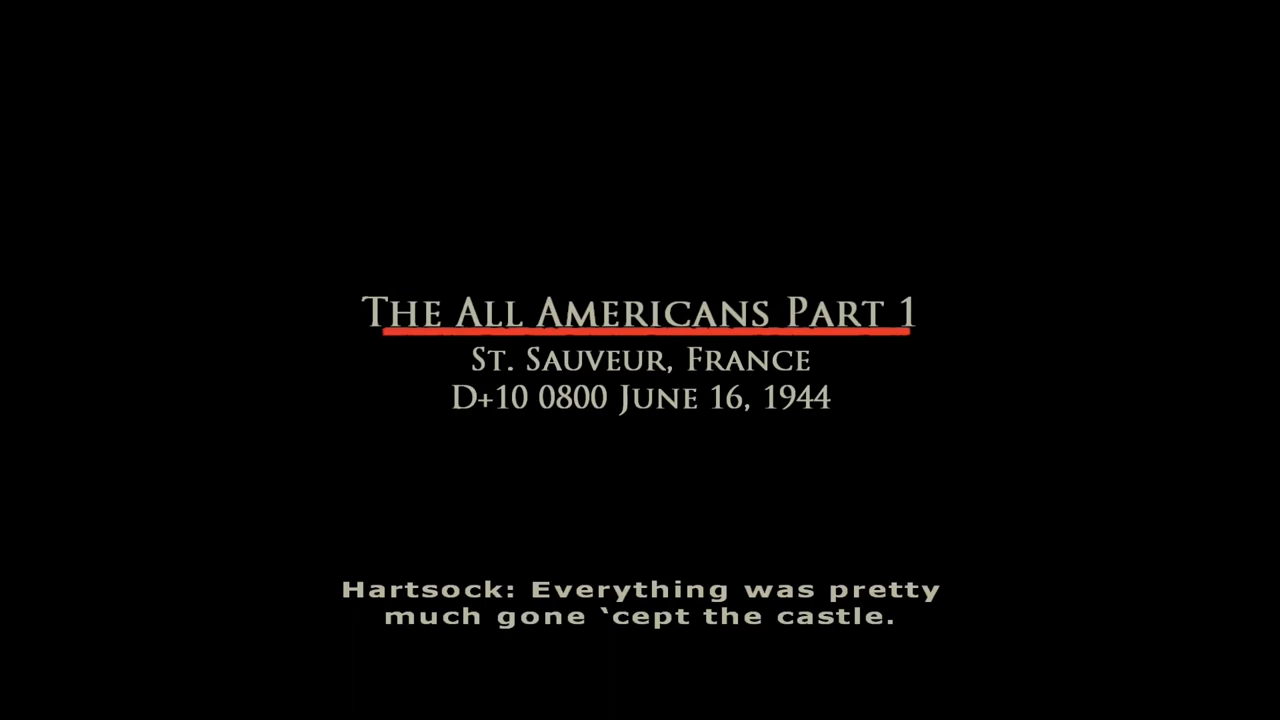 The All Americans Part 1
St. Sauveur, France
D+10 0800 June 16, 1944
Hartsock: Everything was pretty
much gone ‘cept the castle.